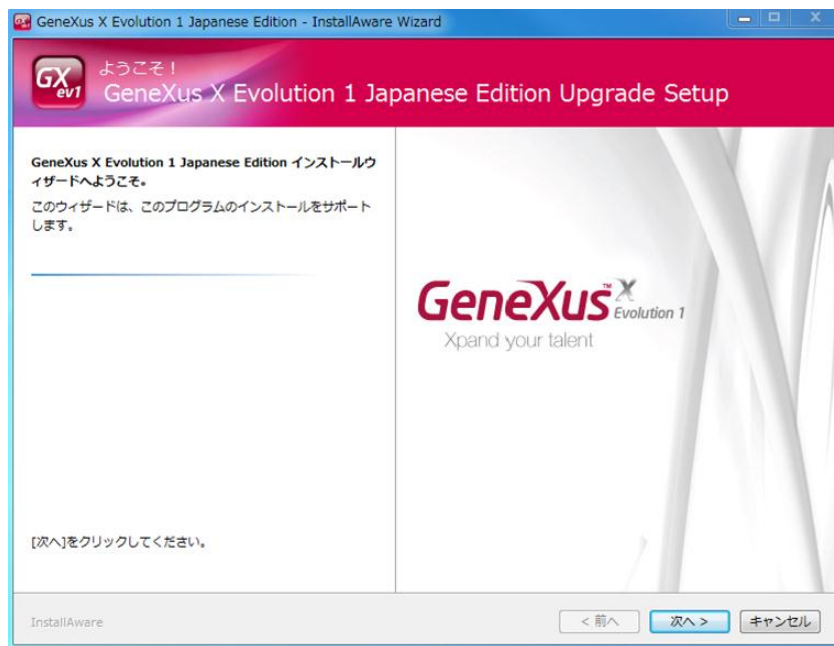 GeneXus X Evolution 1 Japanese Edition - InstallAware Wizard
GX
ev1
ようこそ！
GeneXus X Evolution 1 Japanese Edition Upgrade Setup
GeneXus X Evolution 1 Japanese Edition インストールウ
ィザードへようこそ。
このウィザードは、このプログラムのインストールをサポート
します。
GeneXus™ X
Evolution 1
Xpand your talent
[次へ]をクリックしてください。
InstallAware
< 前へ
次へ >
キャンセル